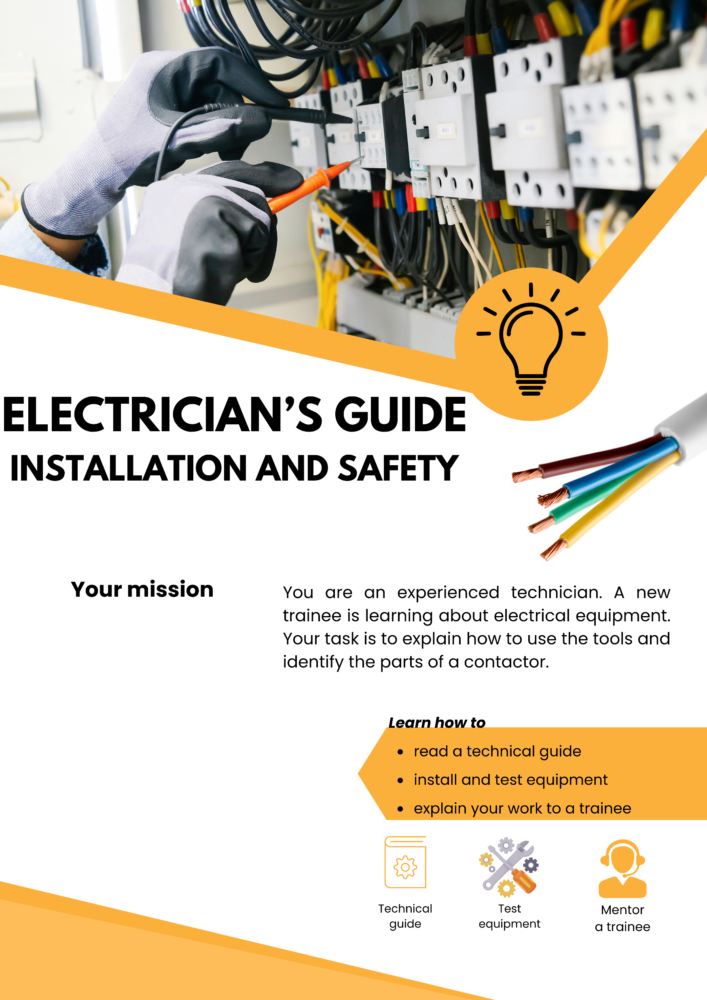 ELECTRICIAN’S GUIDE
INSTALLATION AND SAFETY
Your mission
You are an experienced technician. A new
trainee is learning about electrical equipment.
Your task is to explain how to use the tools and
identify the parts of a contactor.
Learn how to
• read a technical guide
• install and test equipment
• explain your work to a trainee
Technical
guide
Test
equipment
Mentor
a trainee